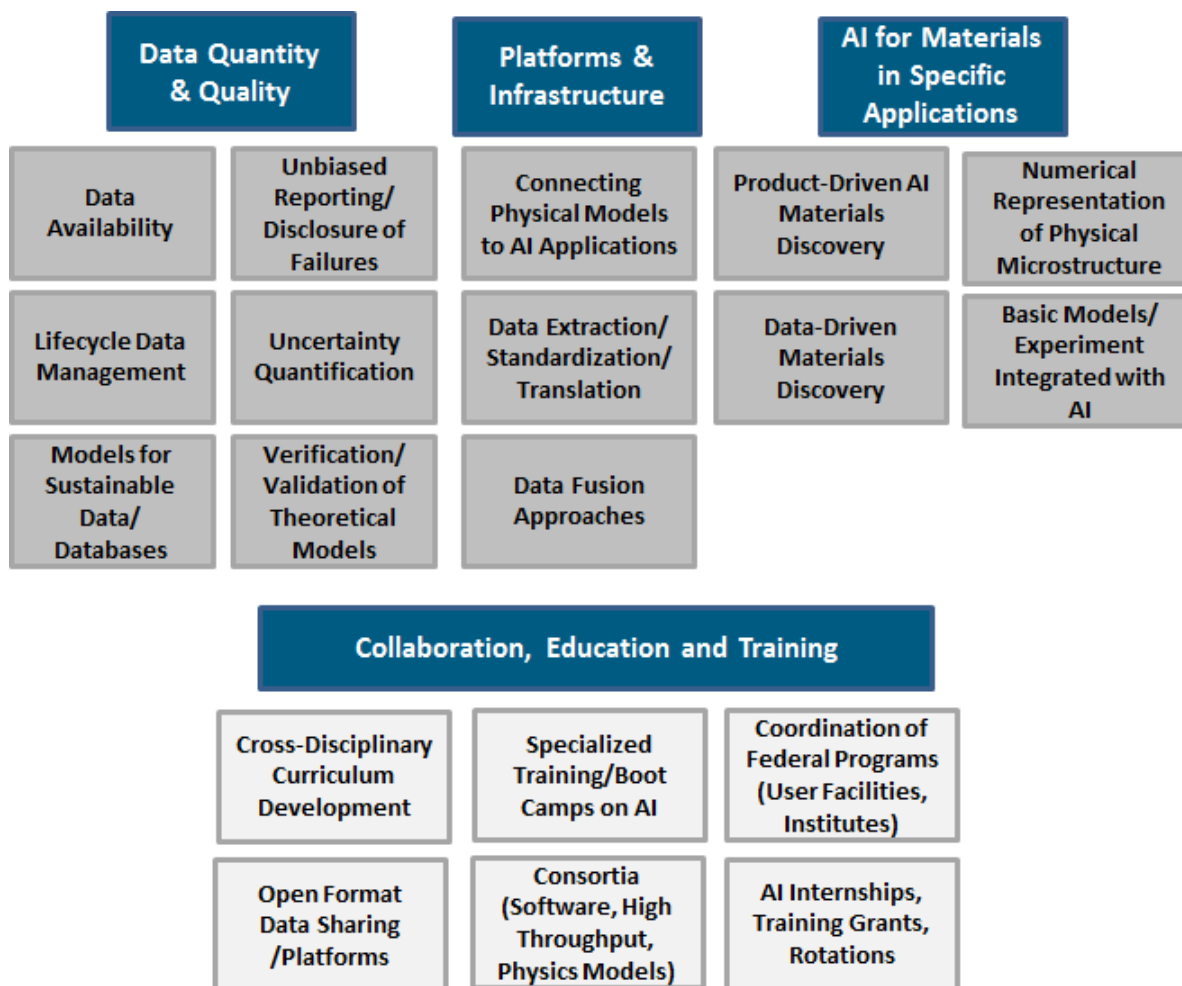 Data Quantity
& Quality
Platforms &
Infrastructure
AI for Materials
in Specific
Applications
Data
Availability
Unbiased
Reporting/
Disclosure of
Failures
Connecting
Physical Models
to AI Applications
Product-Driven AI
Materials
Discovery
Numerical
Representation
of Physical
Microstructure
Lifecycle Data
Management
Uncertainty
Quantification
Data Extraction/
Standardization/
Translation
Data-Driven
Materials
Discovery
Basic Models/
Experiment
Integrated with
AI
Models for
Sustainable
Data/
Databases
Verification/
Validation of
Theoretical
Models
Data Fusion
Approaches
Collaboration, Education and Training
Cross-Disciplinary
Curriculum
Development
Specialized
Training/Boot
Camps on AI
Coordination of
Federal Programs
(User Facilities,
Institutes)
Open Format
Data Sharing
/Platforms
Consortia
(Software, High
Throughput,
Physics Models)
AI Internships,
Training Grants,
Rotations